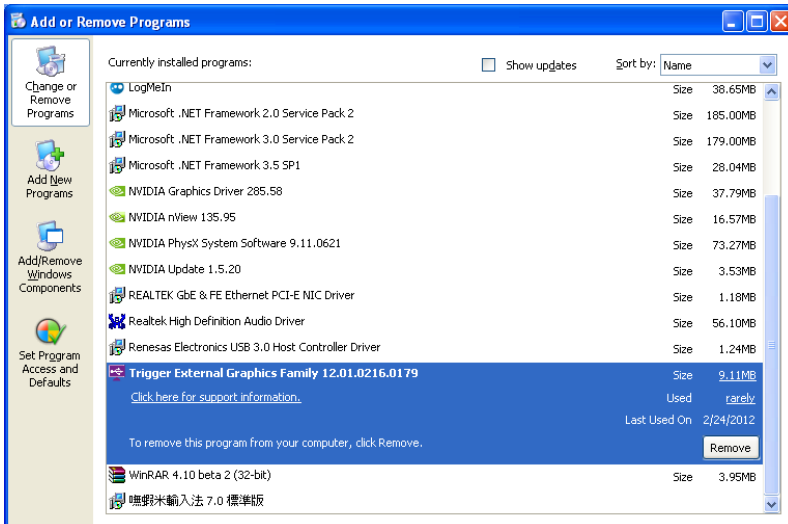 Add or Remove Programs
Change or
Remove
Programs
Add New
Programs
Add/Remove
Windows
Components
Set Program
Access and
Defaults
Currently installed programs:
Show updates
Sort by: Name
LogMeIn Size 38.65MB
Microsoft .NET Framework 2.0 Service Pack 2 Size 185.00MB
Microsoft .NET Framework 3.0 Service Pack 2 Size 179.00MB
Microsoft .NET Framework 3.5 SP1 Size 28.04MB
NVIDIA Graphics Driver 285.58 Size 37.79MB
NVIDIA nView 135.95 Size 16.57MB
NVIDIA PhysX System Software 9.11.0621 Size 73.27MB
NVIDIA Update 1.5.20 Size 3.53MB
REALTEK GbE & FE Ethernet PCI-E NIC Driver Size 1.18MB
Realtek High Definition Audio Driver Size 56.10MB
Renesas Electronics USB 3.0 Host Controller Driver Size 1.24MB
Trigger External Graphics Family 12.01.0216.0179 Size 9.11MB
Click here for support information. Used rarely
Last Used On 2/24/2012
To remove this program from your computer, click Remove. Remove
WinRAR 4.10 beta 2 (32-bit) Size 3.95MB
嘸蝦米輸入法 7.0 標準版